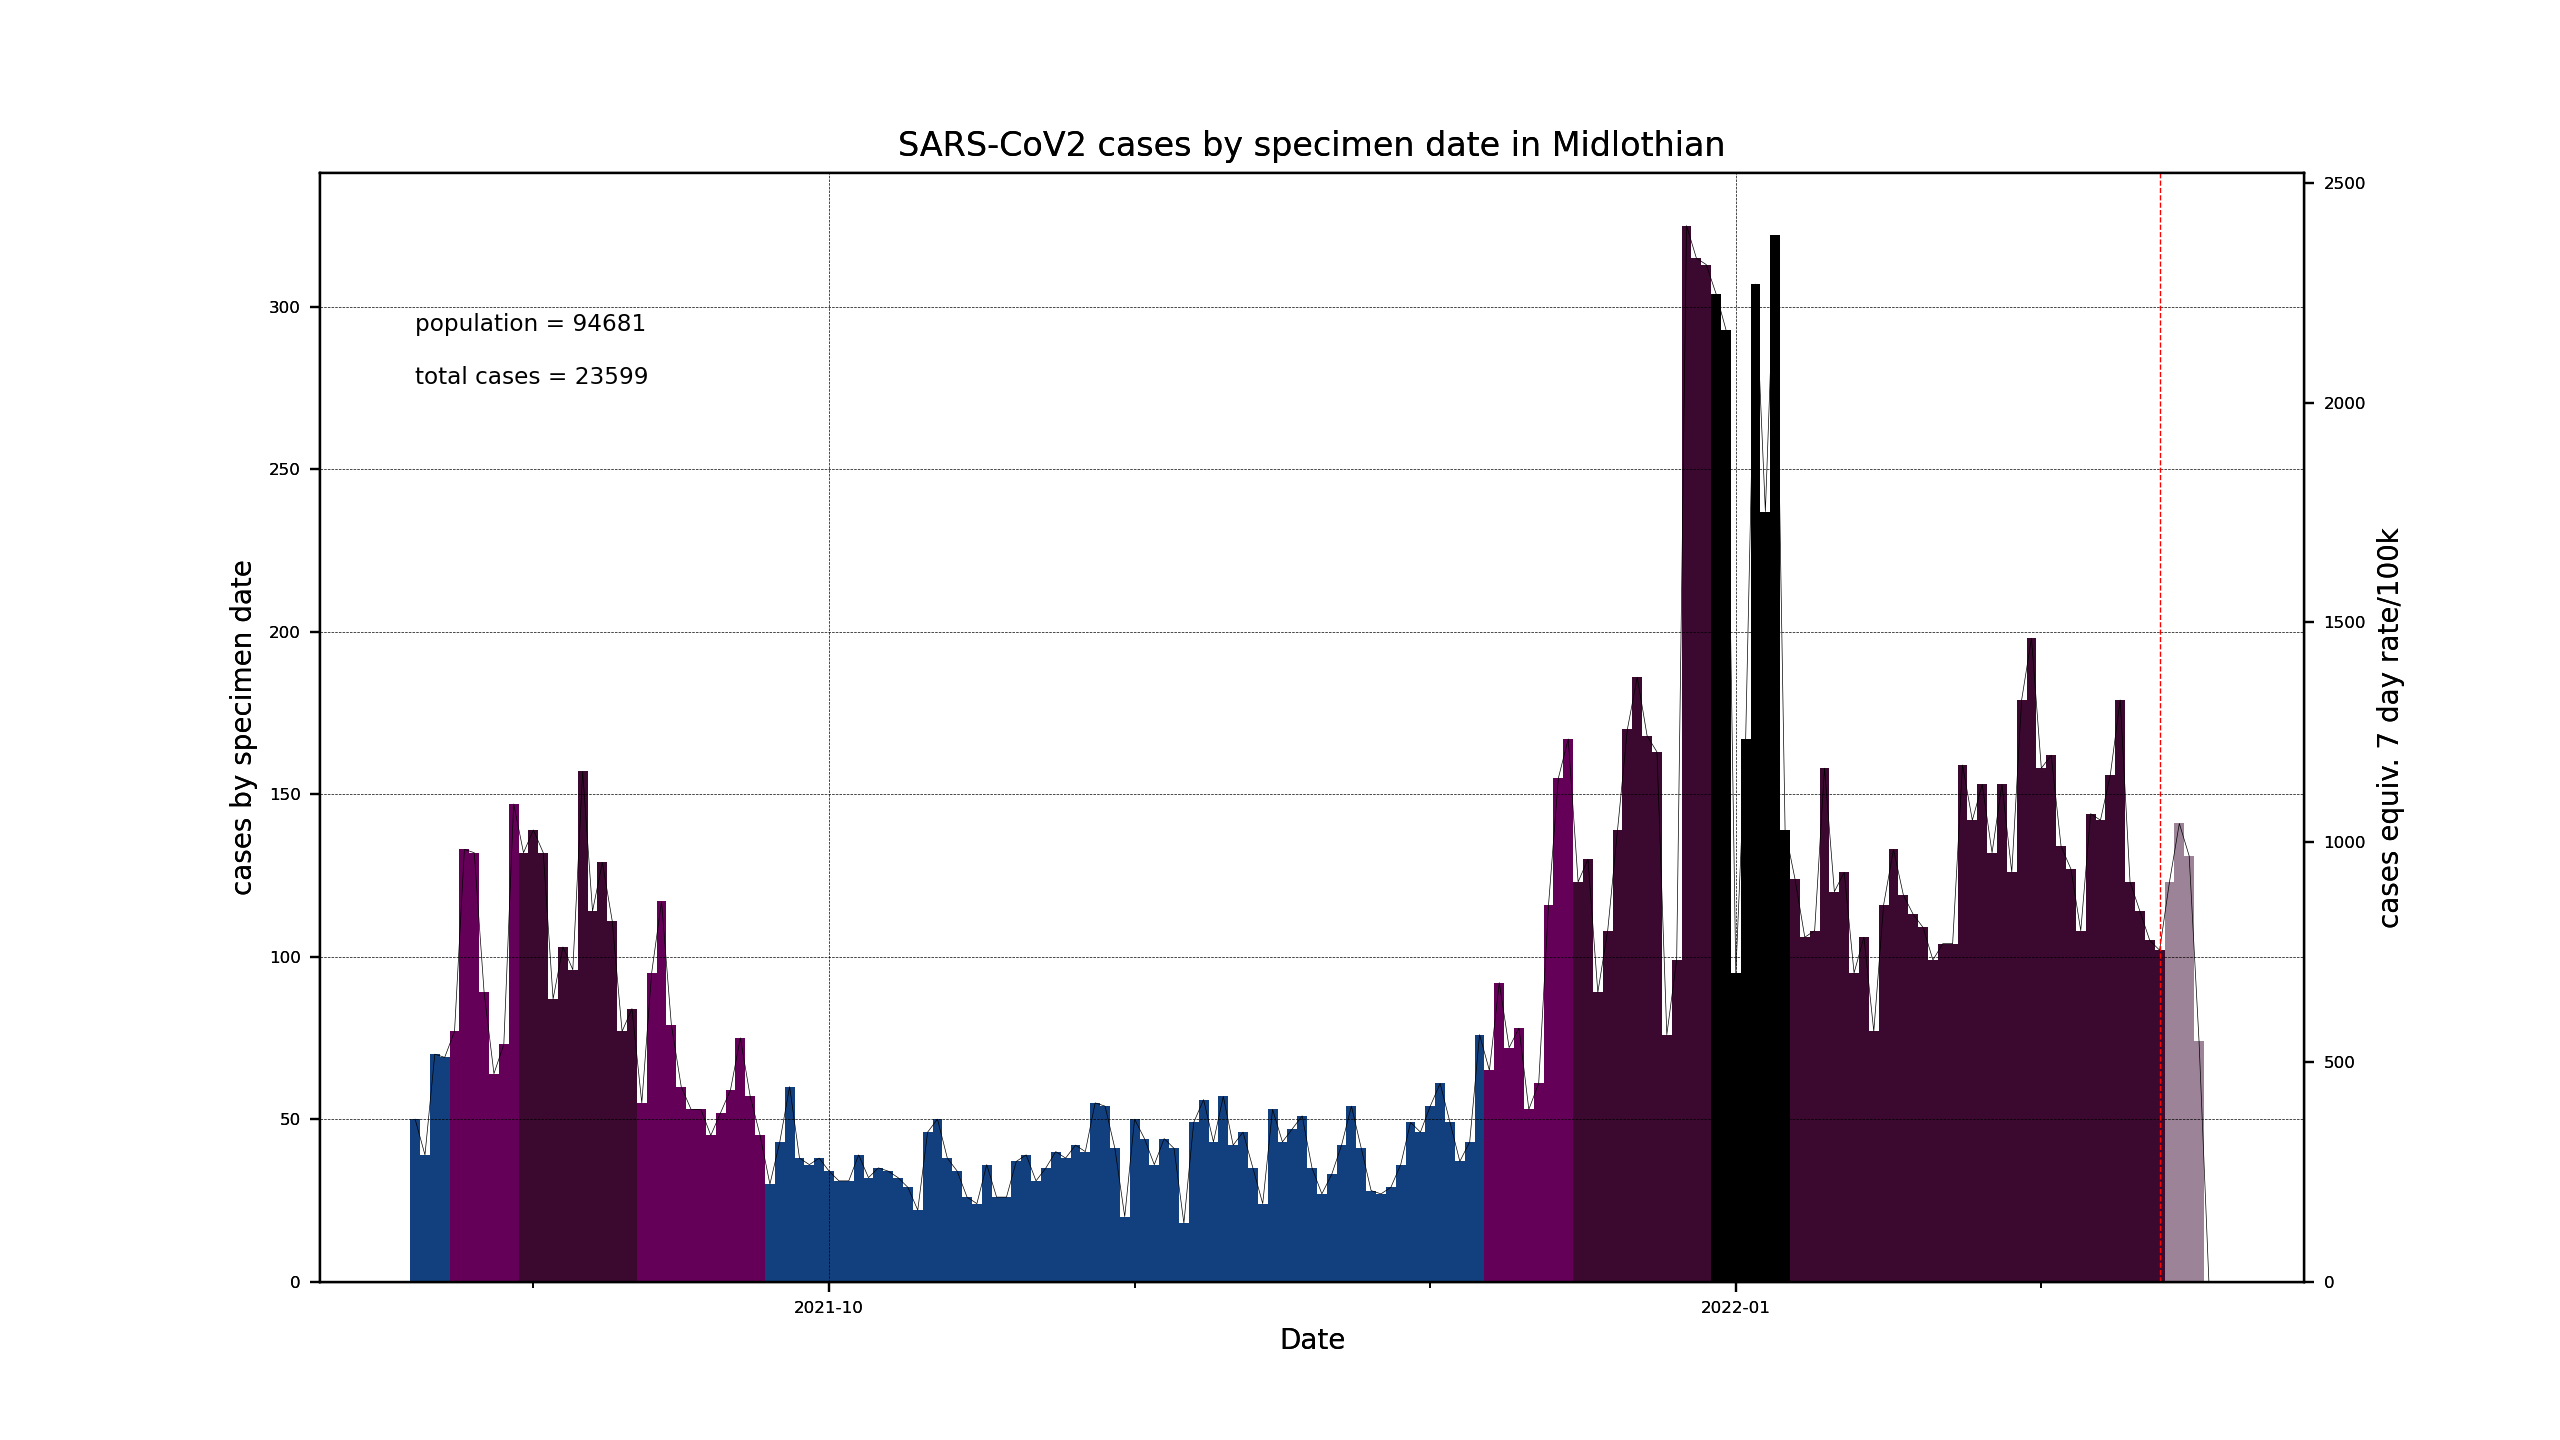 SARS-CoV2 cases by specimen date in Midlothian
population = 94681
total cases = 23599
cases by specimen date
300
250
200
150
100
50
0
2500
2000
1500
1000
500
0
cases equiv. 7 day rate/100k
2021-10
2022-01
Date